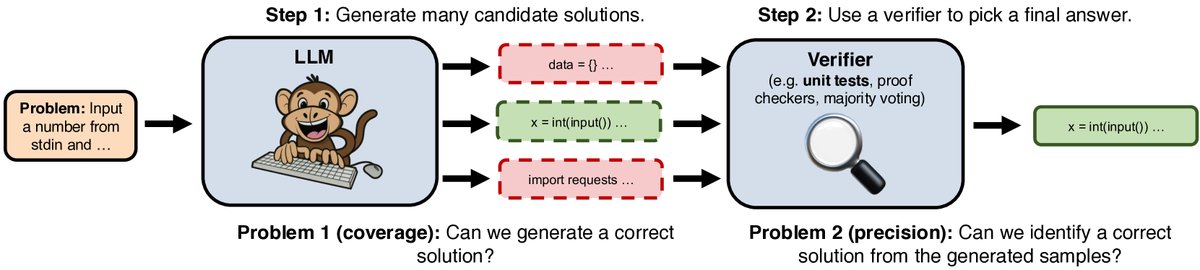 Step 1: Generate many candidate solutions.
Step 2: Use a verifier to pick a final answer.
Problem: Input
a number from
stdin and …
LLM
data = {} …
x = int(input()) …
import requests …
Verifier
(e.g. unit tests, proof
checkers, majority voting)
x = int(input()) …
Problem 1 (coverage): Can we generate a correct
solution?
Problem 2 (precision): Can we identify a correct
solution from the generated samples?